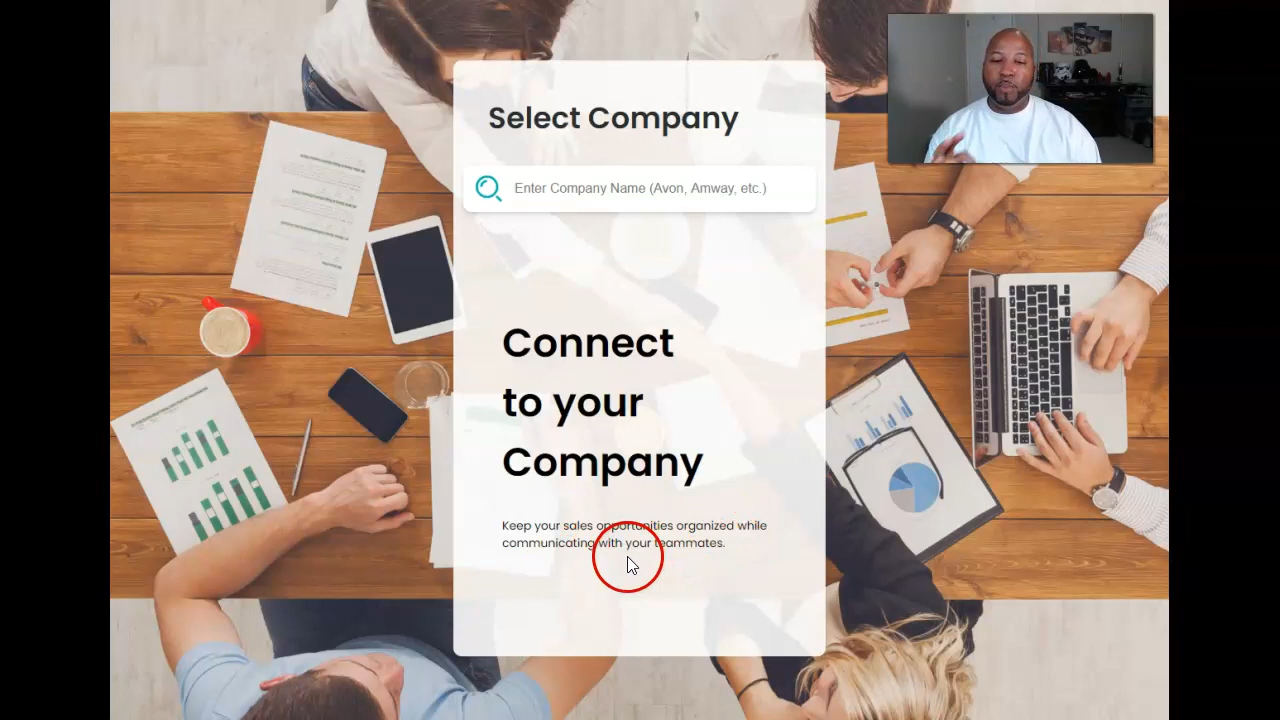 Select Company
Enter Company Name (Avon, Amway, etc.)
Connect
to your
Company
Keep your sales opportunities organized while
communicating with your teammates.